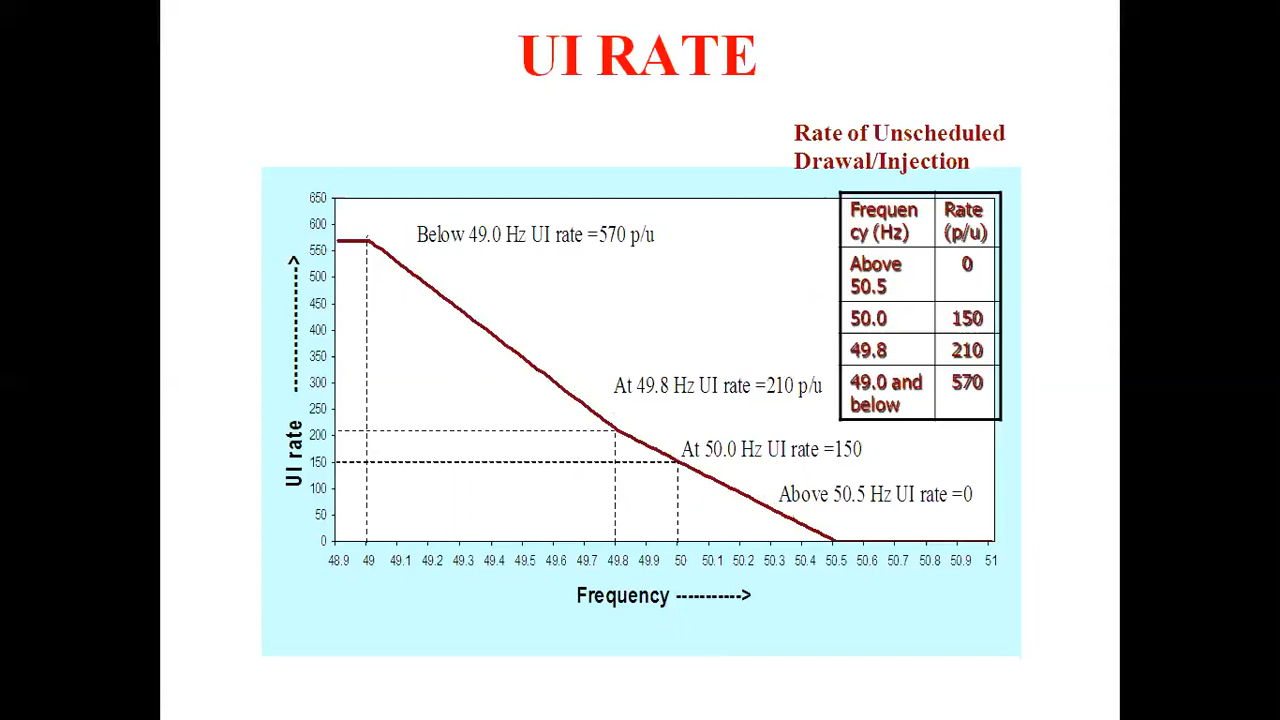 UI RATE
Rate of Unscheduled
Drawal/Injection
Frequen
cy (Hz)
Rate
(p/u)
Above
50.5
0
50.0
150
49.8
210
49.0 and
below
570
650
600
550
500
450
400
350
300
250
200
150
100
50
0
UI rate --------------->
Below 49.0 Hz UI rate =570 p/u
At 49.8 Hz UI rate =210 p/u
At 50.0 Hz UI rate =150
Above 50.5 Hz UI rate =0
48.9 49 49.1 49.2 49.3 49.4 49.5 49.6 49.7 49.8 49.9 50 50.1 50.2 50.3 50.4 50.5 50.6 50.7 50.8 50.9 51
Frequency ----------->